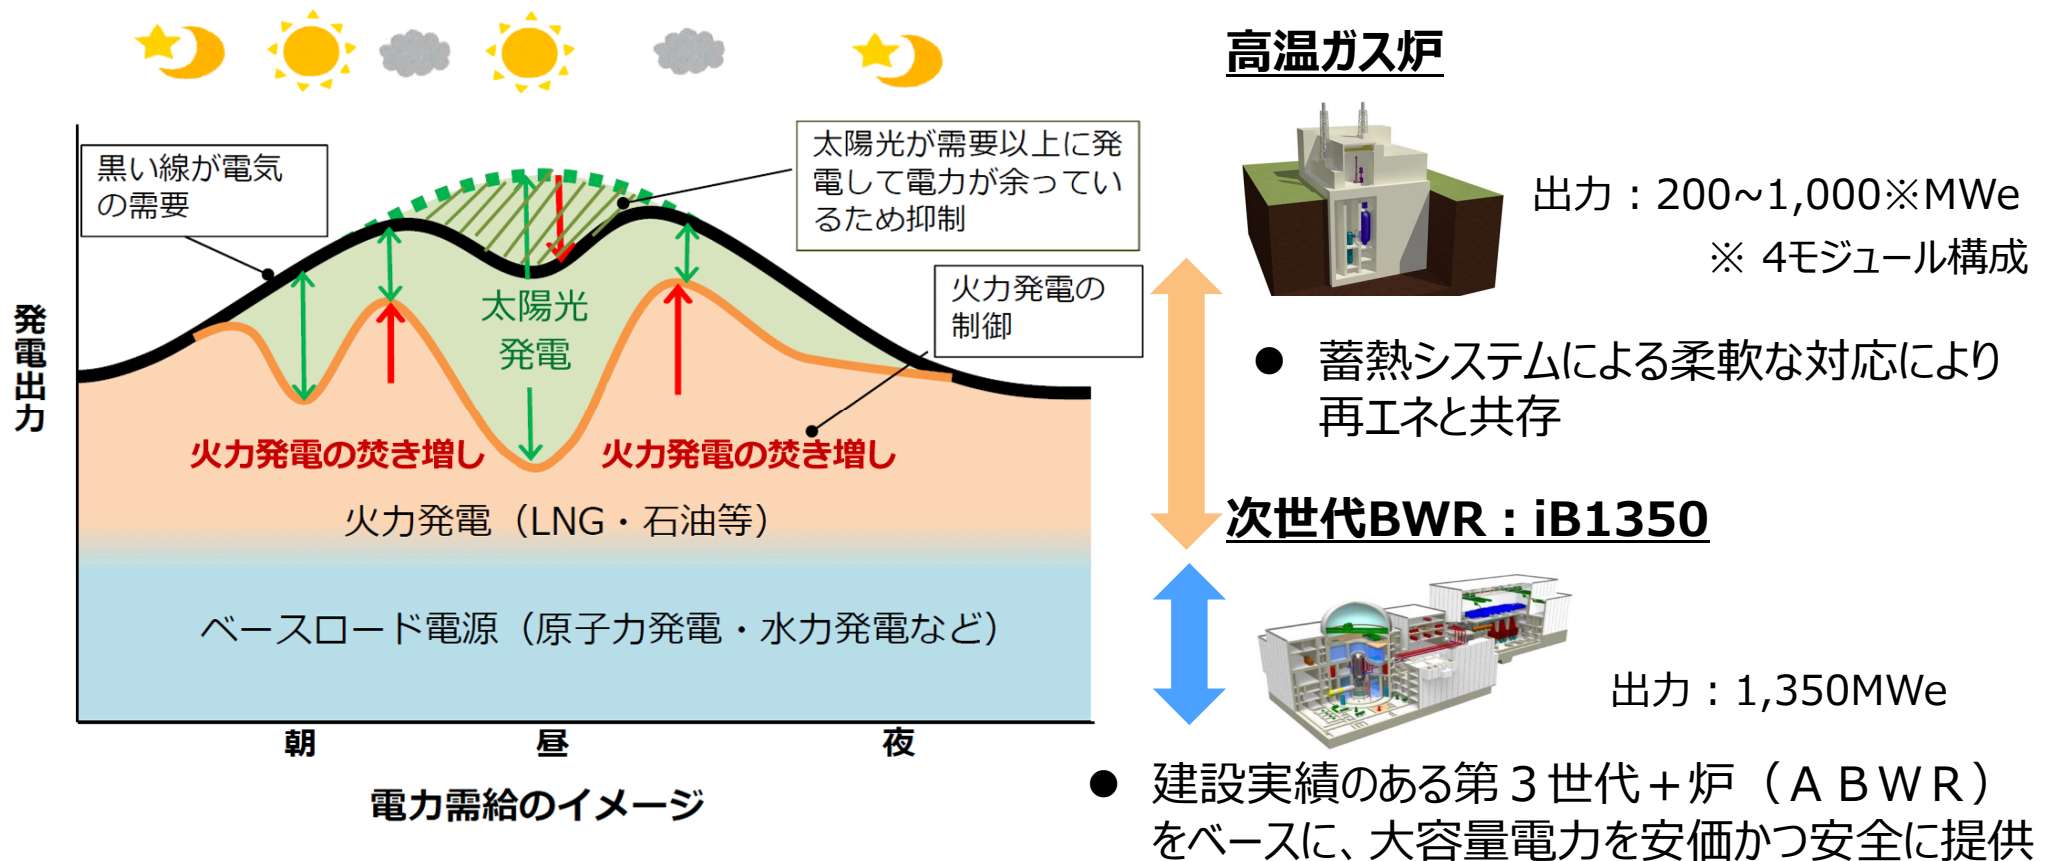 黒い線が電気
の需要
太陽光が需要以上に発
電して電力が余ってい
るため抑制
火力発電の
制御
太陽光
発電
火力発電の焚き増し
火力発電の焚き増し
火力発電（LNG・石油等）
ベースロード電源（原子力発電・水力発電など）
発電出力
朝
昼
夜
電力需給のイメージ
高温ガス炉
出力：200~1,000※MWe
※ 4モジュール構成
● 蓄熱システムによる柔軟な対応により
再エネと共存
次世代BWR：iB1350
出力：1,350MWe
● 建設実績のある第３世代＋炉（ＡＢＷＲ）
をベースに、大容量電力を安価かつ安全に提供